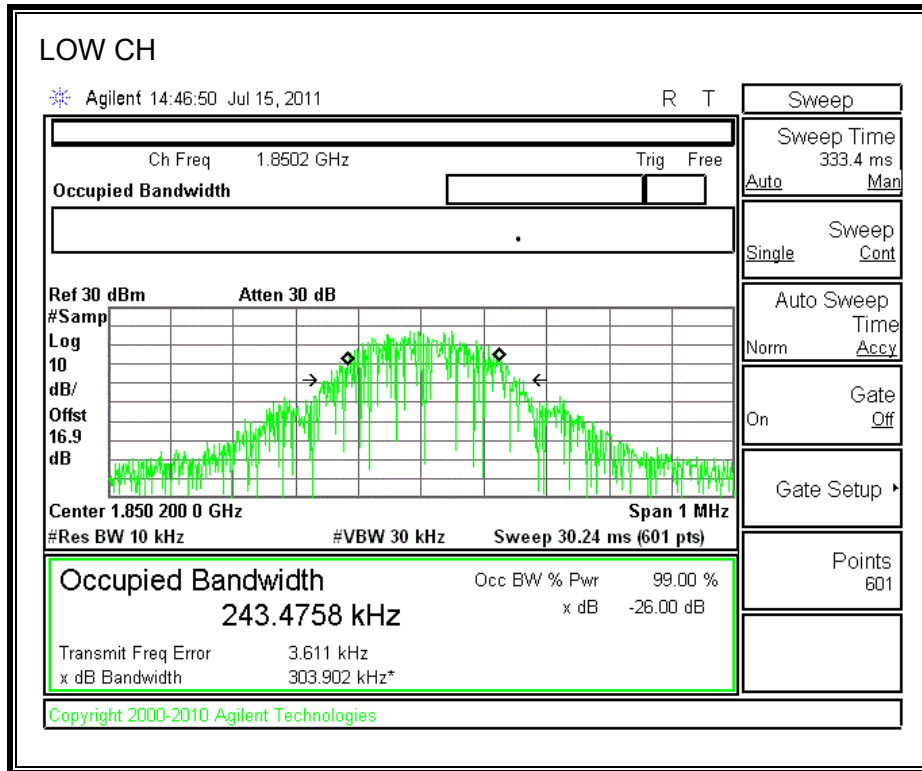 LOW CH
Agilent 14:46:50 Jul 15, 2011 R T
Ch Freq 1.8502 GHz Trig Free
Occupied Bandwidth
Ref 30 dBm Atten 30 dB
#Samp
Log
10
dB/
Offst
16.9
dB
Center 1.850 200 0 GHz Span 1 MHz
#Res BW 10 kHz #VBW 30 kHz Sweep 30.24 ms (601 pts)
Occupied Bandwidth
243.4758 kHz
Occ BW % Pwr 99.00 %
x dB -26.00 dB
Transmit Freq Error 3.611 kHz
x dB Bandwidth 303.902 kHz*
Copyright 2000-2010 Agilent Technologies
Sweep
Sweep Time
333.4 ms
Auto Man
Sweep
Single Cont
Auto Sweep
Time
Norm Accy
Gate
On Off
Gate Setup
Points
601